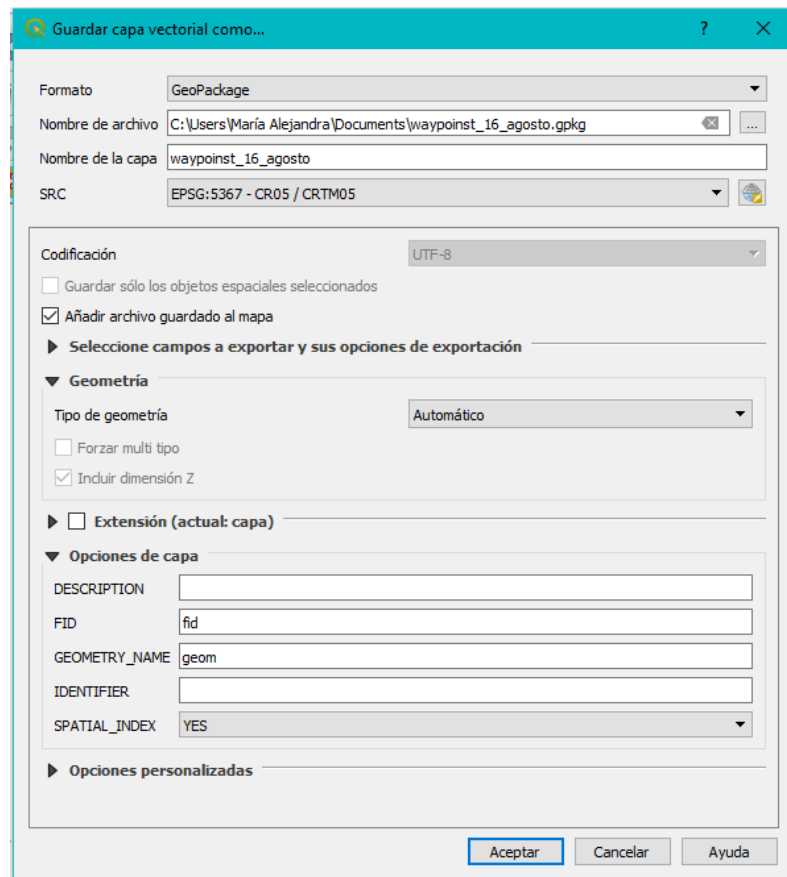 Guardar capa vectorial como...
?
Formato GeoPackage
Nombre de archivo C:\Users\María Alejandra\Documents\waypoinst_16_agosto.gpkg ...
Nombre de la capa waypoinst_16_agosto
SRC EPSG:5367 - CR05 / CRTM05
Codificación UTF-8
Guardar sólo los objetos espaciales seleccionados
Añadir archivo guardado al mapa
Seleccione campos a exportar y sus opciones de exportación
Geometría
Tipo de geometría Automático
Forzar multi tipo
Incluir dimensión Z
Extensión (actual: capa)
Opciones de capa
DESCRIPTION
FID fid
GEOMETRY_NAME geom
IDENTIFIER
SPATIAL_INDEX YES
Opciones personalizadas
Aceptar Cancelar Ayuda